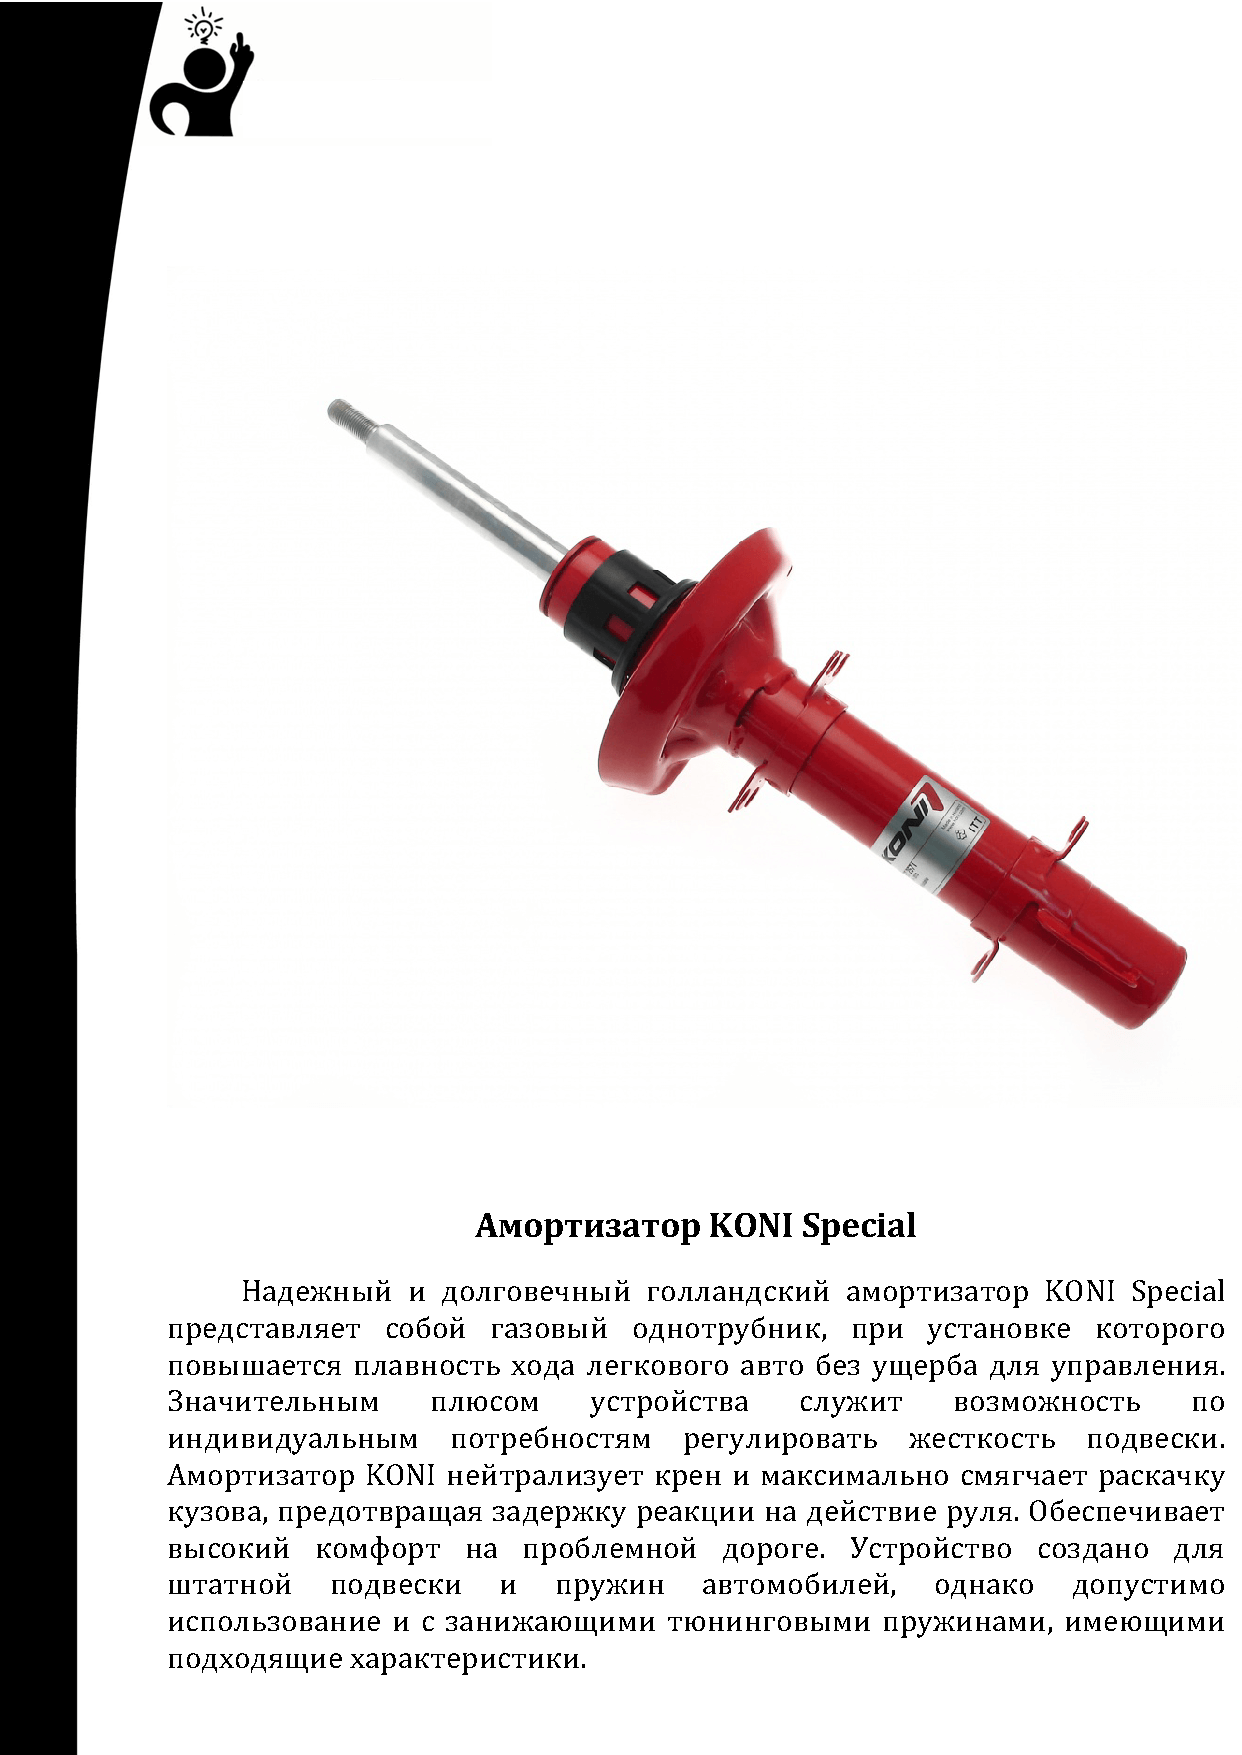 KONI
Амортизатор KONI Special
Надежный и долговечный голландский амортизатор KONI Special
представляет собой газовый однотрубник, при установке которого
повышается плавность хода легкового авто без ущерба для управления.
Значительным плюсом устройства служит возможность по
индивидуальным потребностям регулировать жесткость подвески.
Амортизатор KONI нейтрализует крен и максимально смягчает раскачку
кузова, предотвращая задержку реакции на действие руля. Обеспечивает
высокий комфорт на проблемной дороге. Устройство создано для
штатной подвески и пружин автомобилей, однако допустимо
использование и с занижающими тюнинговыми пружинами, имеющими
подходящие характеристики.